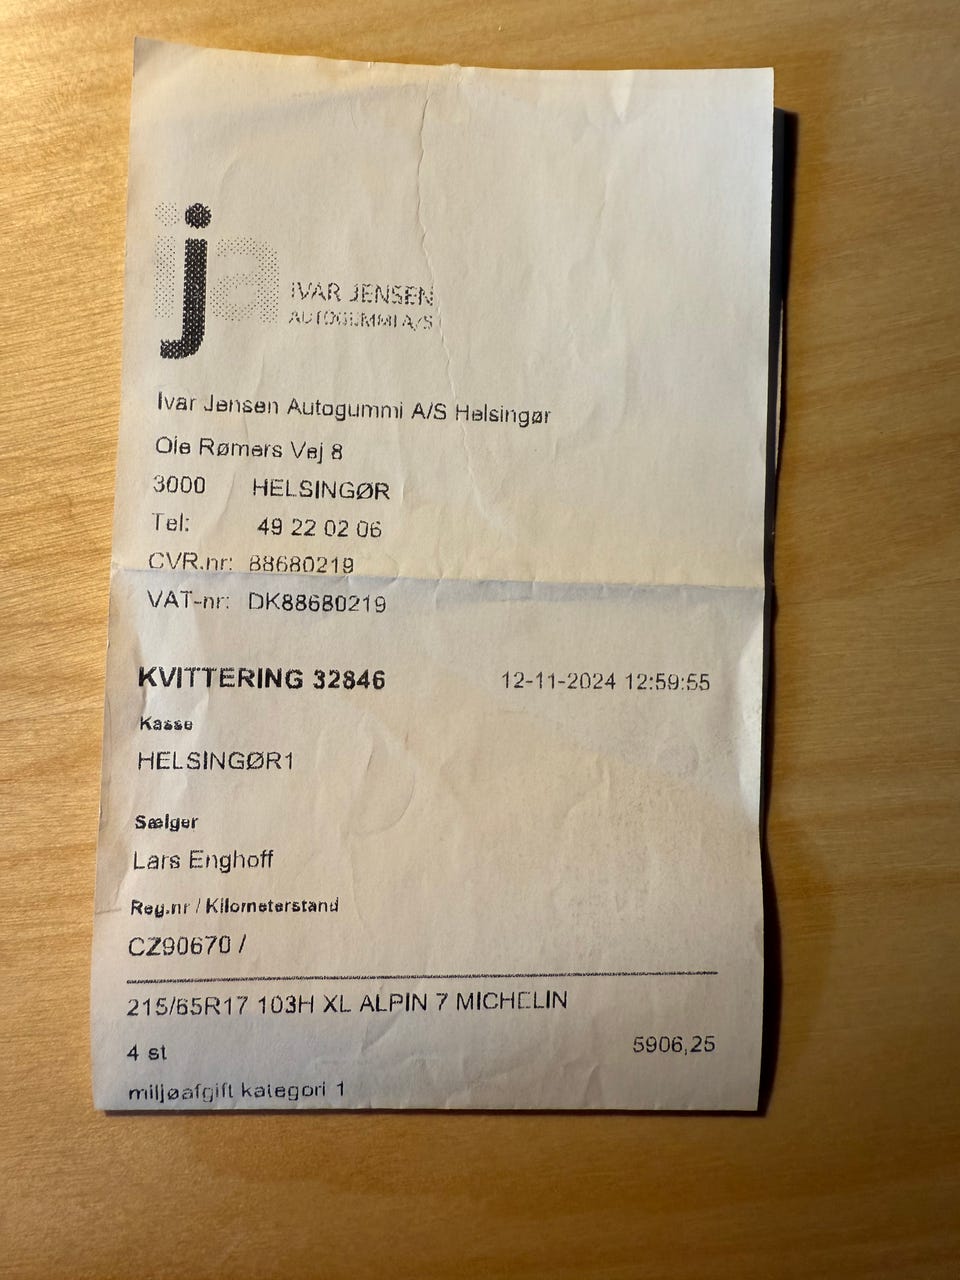 ija
IVAR JENSEN
AUTOGUMMI A/S
Ivar Jensen Autogummi A/S Helsingør
Ole Rømers Vej 8
3000 HELSINGØR
Tel: 49 22 02 06
CVR.nr: 88680219
VAT-nr: DK88680219
KVITTERING 32846 12-11-2024 12:59:55
Kasse
HELSINGØR1
Sælger
Lars Enghoff
Reg.nr / Kilometerstand
CZ90670 /
215/65R17 103H XL ALPIN 7 MICHELIN
4 st 5906,25
miljøafgift kategori 1